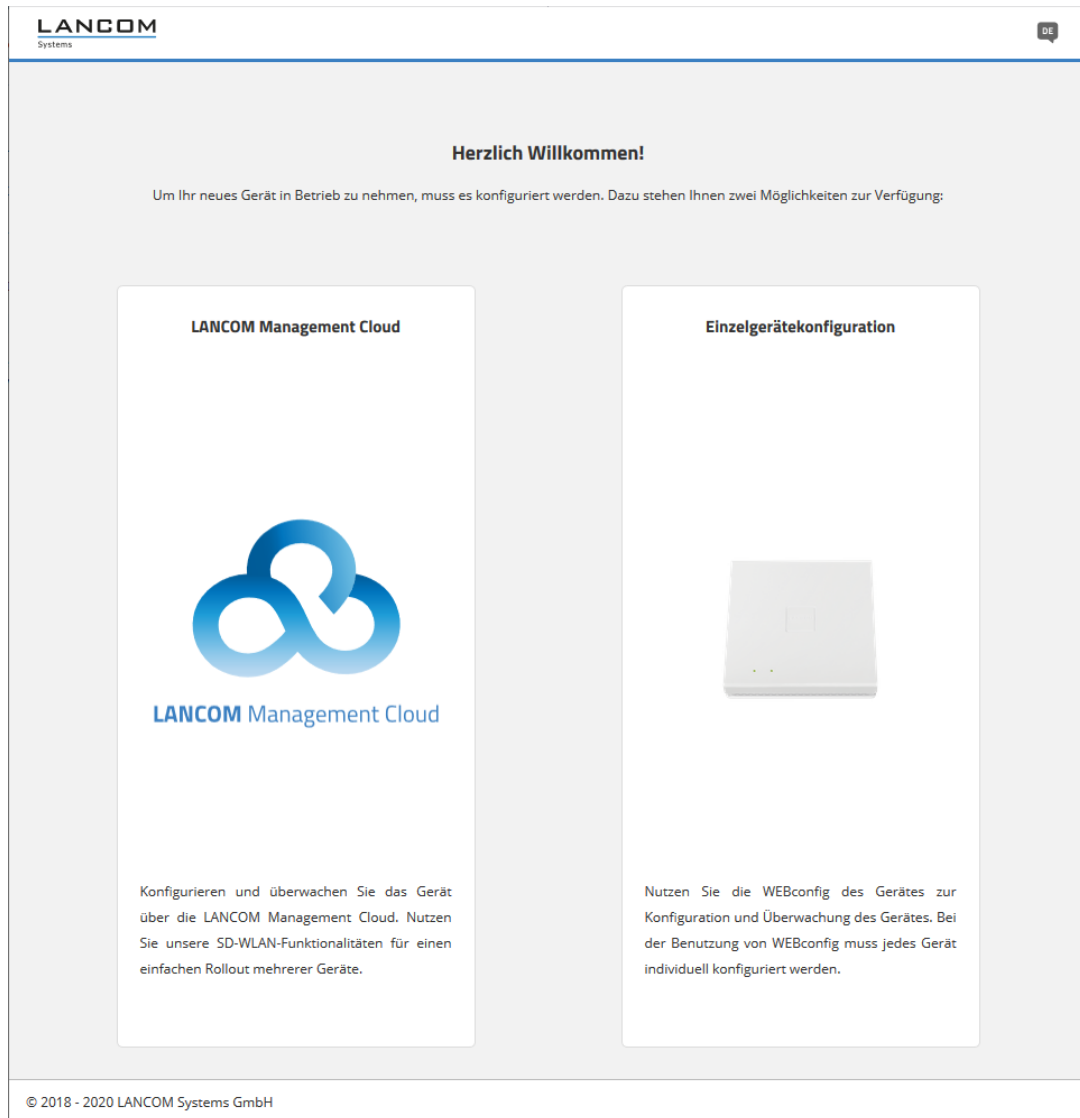 LANCOM
Systems
DE
Herzlich Willkommen!
Um Ihr neues Gerät in Betrieb zu nehmen, muss es konfiguriert werden. Dazu stehen Ihnen zwei Möglichkeiten zur Verfügung:
LANCOM Management Cloud
LANCOM Management Cloud
Konfigurieren und überwachen Sie das Gerät
über die LANCOM Management Cloud. Nutzen
Sie unsere SD-WLAN-Funktionalitäten für einen
einfachen Rollout mehrerer Geräte.
Einzelgerätekonfiguration
Nutzen Sie die WEBconfig des Gerätes zur
Konfiguration und Überwachung des Gerätes. Bei
der Benutzung von WEBconfig muss jedes Gerät
individuell konfiguriert werden.
© 2018 - 2020 LANCOM Systems GmbH